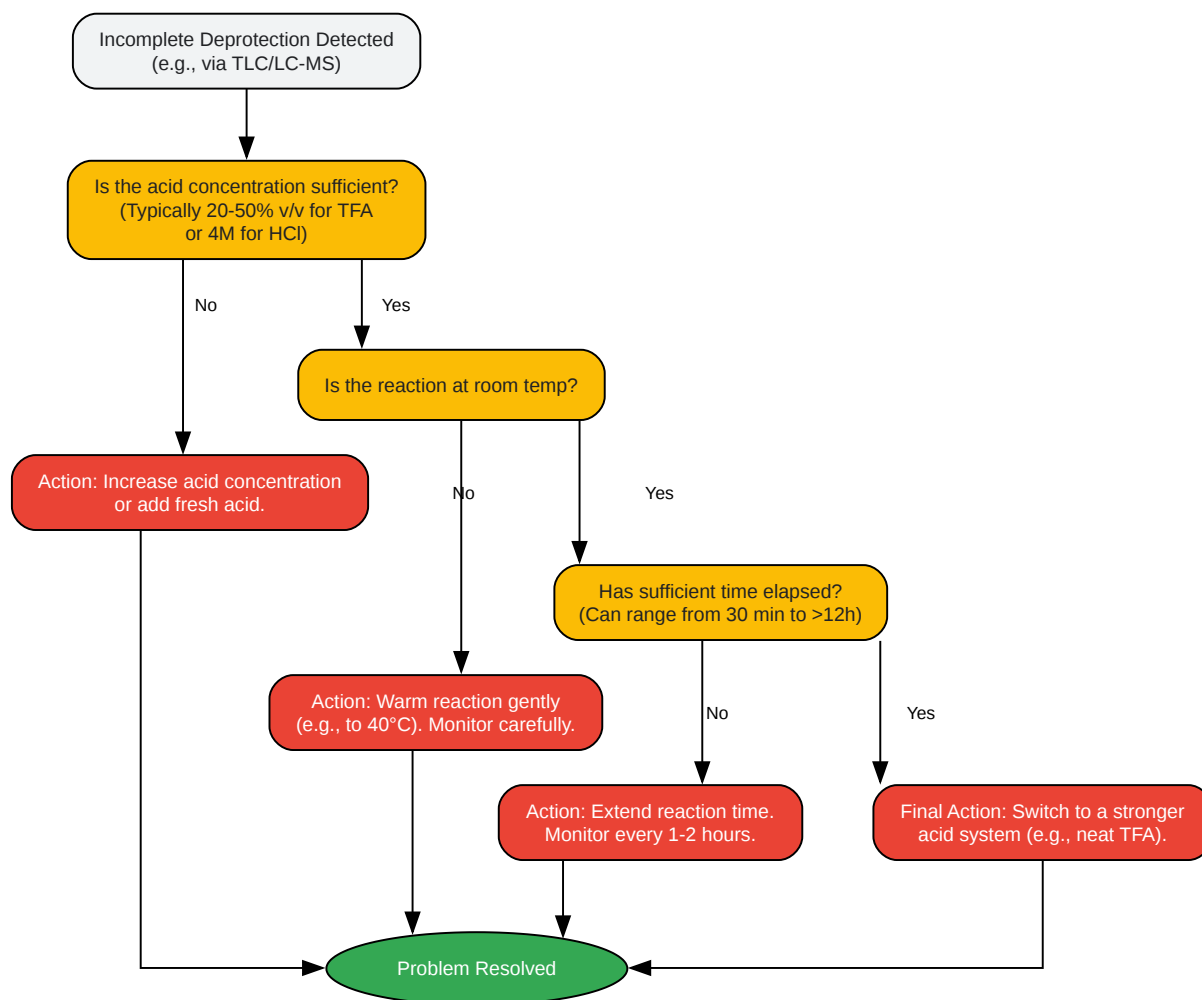 Incomplete Deprotection Detected
(e.g., via TLC/LC-MS)
Is the acid concentration sufficient?
(Typically 20-50% v/v for TFA
or 4M for HCl)
No
Yes
Is the reaction at room temp?
Action: Increase acid concentration
or add fresh acid.
No
Yes
Has sufficient time elapsed?
(Can range from 30 min to >12h)
Action: Warm reaction gently
(e.g., to 40°C). Monitor carefully.
No
Yes
Action: Extend reaction time.
Monitor every 1-2 hours.
Final Action: Switch to a stronger
acid system (e.g., neat TFA).
Problem Resolved